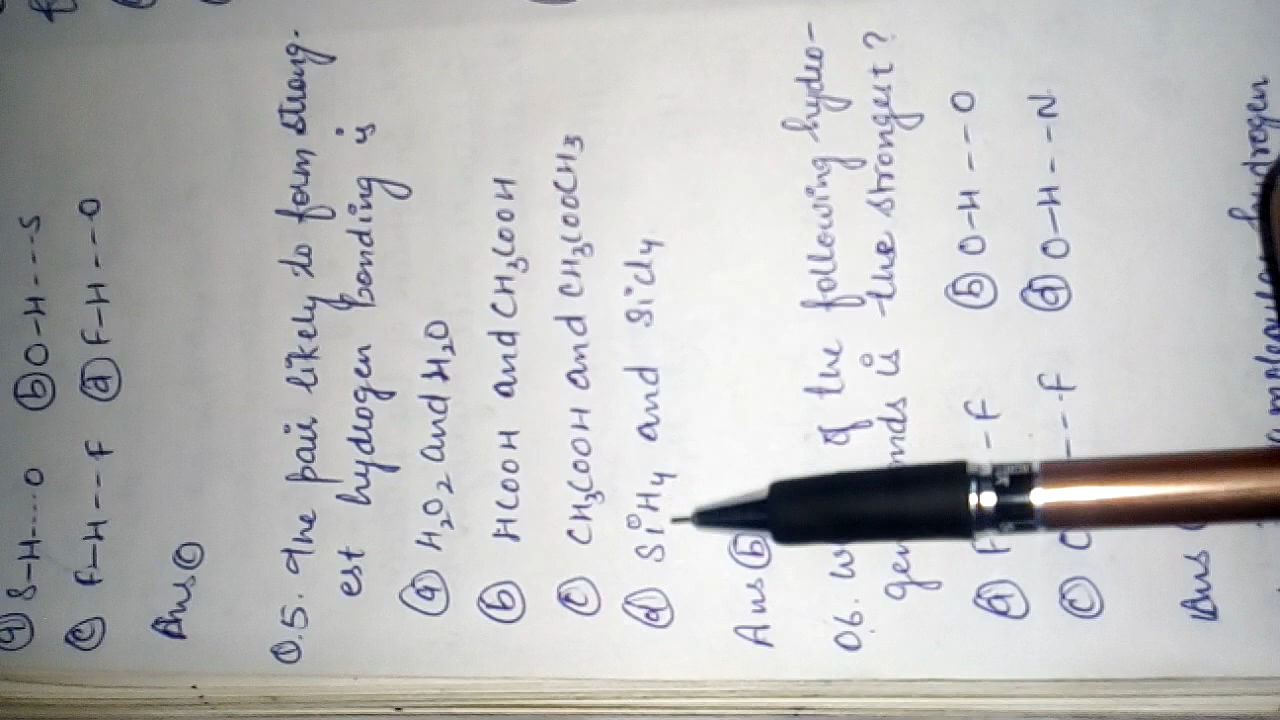 (a) S-H---O (b) O-H---S
(c) F-H---F (d) F-H---O
Ans (c)
Q.5. The pair likely to form strong-
est hydrogen bonding is
(a) H2O2 and H2O
(b) HCOOH and CH3COOH
(c) CH3COOH and CH3COOCH3
(d) SiH4 and SiCl4
Ans (b)
Q6. of the following hydro-
gen is the strongest?
(a) F -F (b) O-H---O
(c) O ---F (d) O-H---N
Ans
hydrogen